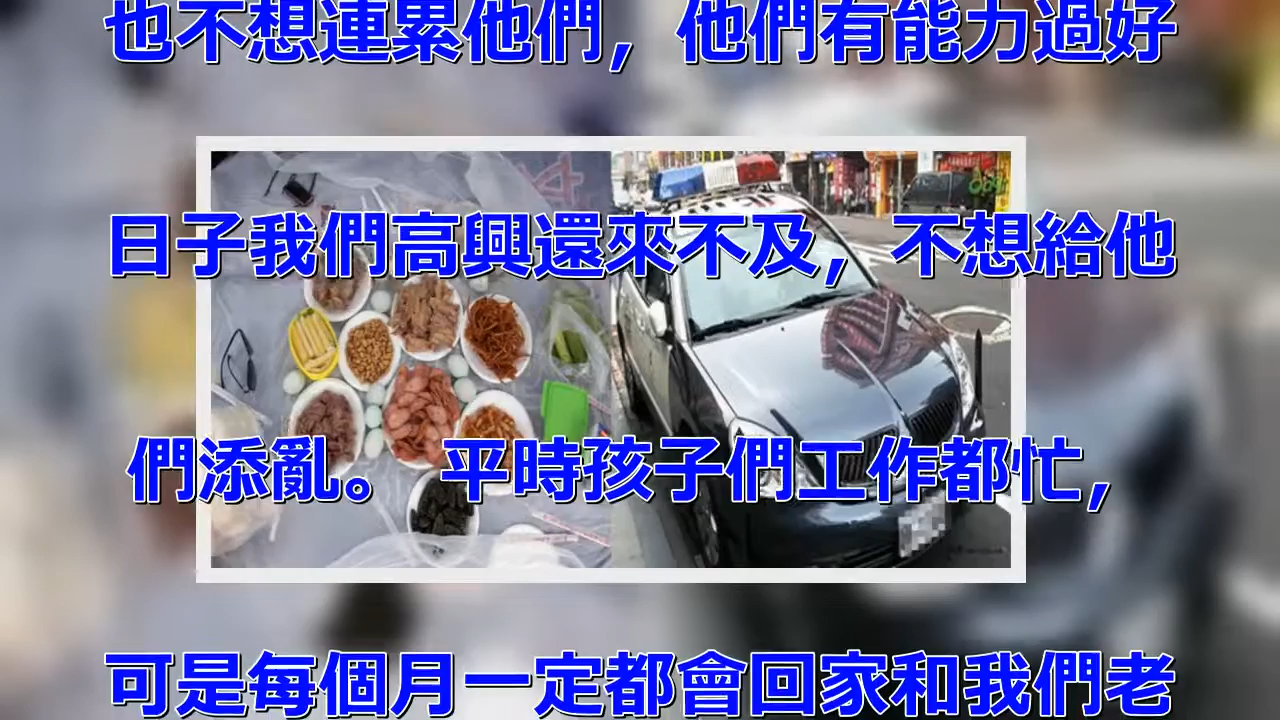 也不想連累他們，他們有能力過好
日子我們高興還來不及，不想給他
們添亂。 平時孩子們工作都忙，
可是每個月一定都會回家和我們老